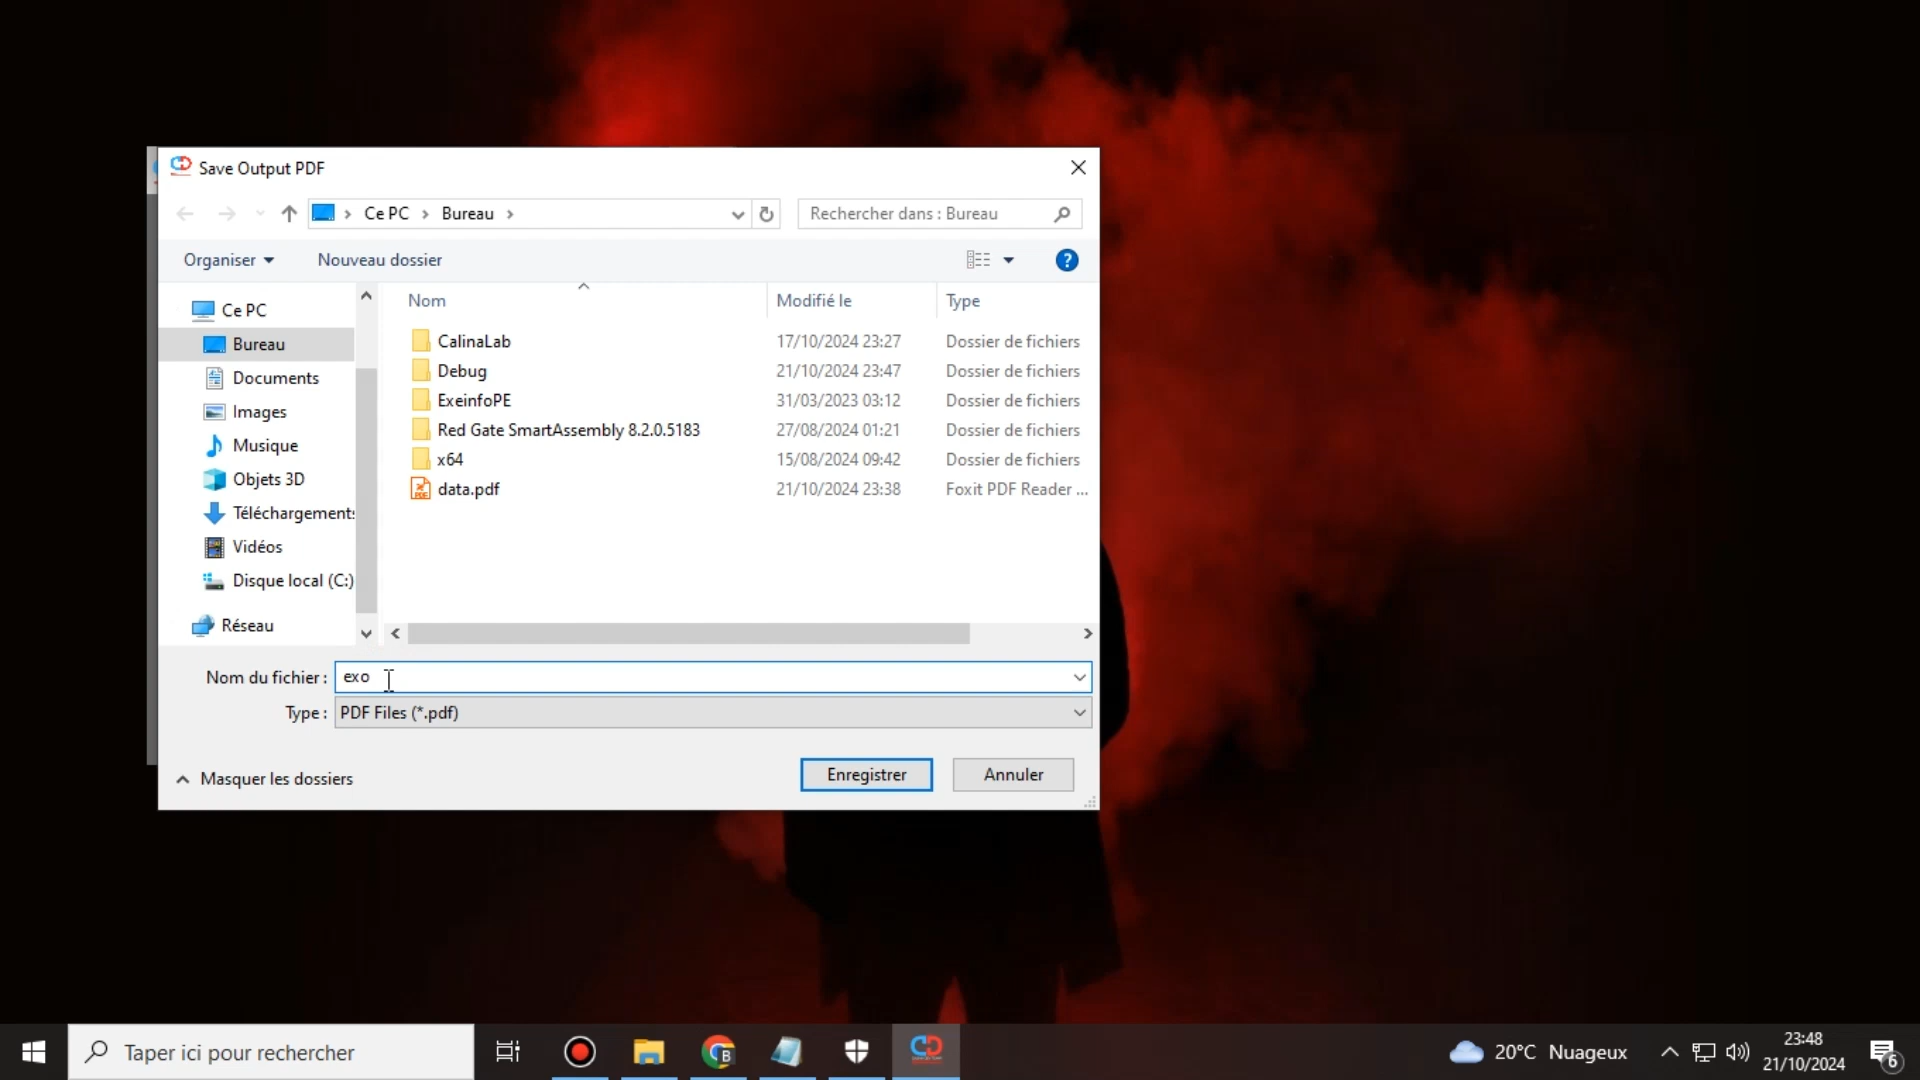 Save Output PDF
Ce PC > Bureau >
Rechercher dans : Bureau
Organiser
Nouveau dossier
?
Nom
Modifié le
Type
Ce PC
Bureau
Documents
Images
Musique
Objets 3D
Téléchargements
Vidéos
Disque local (C:)
Réseau
CalinaLab 17/10/2024 23:27 Dossier de fichiers
Debug 21/10/2024 23:47 Dossier de fichiers
ExeinfoPE 31/03/2023 03:12 Dossier de fichiers
Red Gate SmartAssembly 8.2.0.5183 27/08/2024 01:21 Dossier de fichiers
x64 15/08/2024 09:42 Dossier de fichiers
data.pdf 21/10/2024 23:38 Foxit PDF Reader ...
Nom du fichier : exo
Type : PDF Files (*.pdf)
Masquer les dossiers
Enregistrer
Annuler
Taper ici pour rechercher
B
CD
20°C Nuageux
23:48
21/10/2024
6